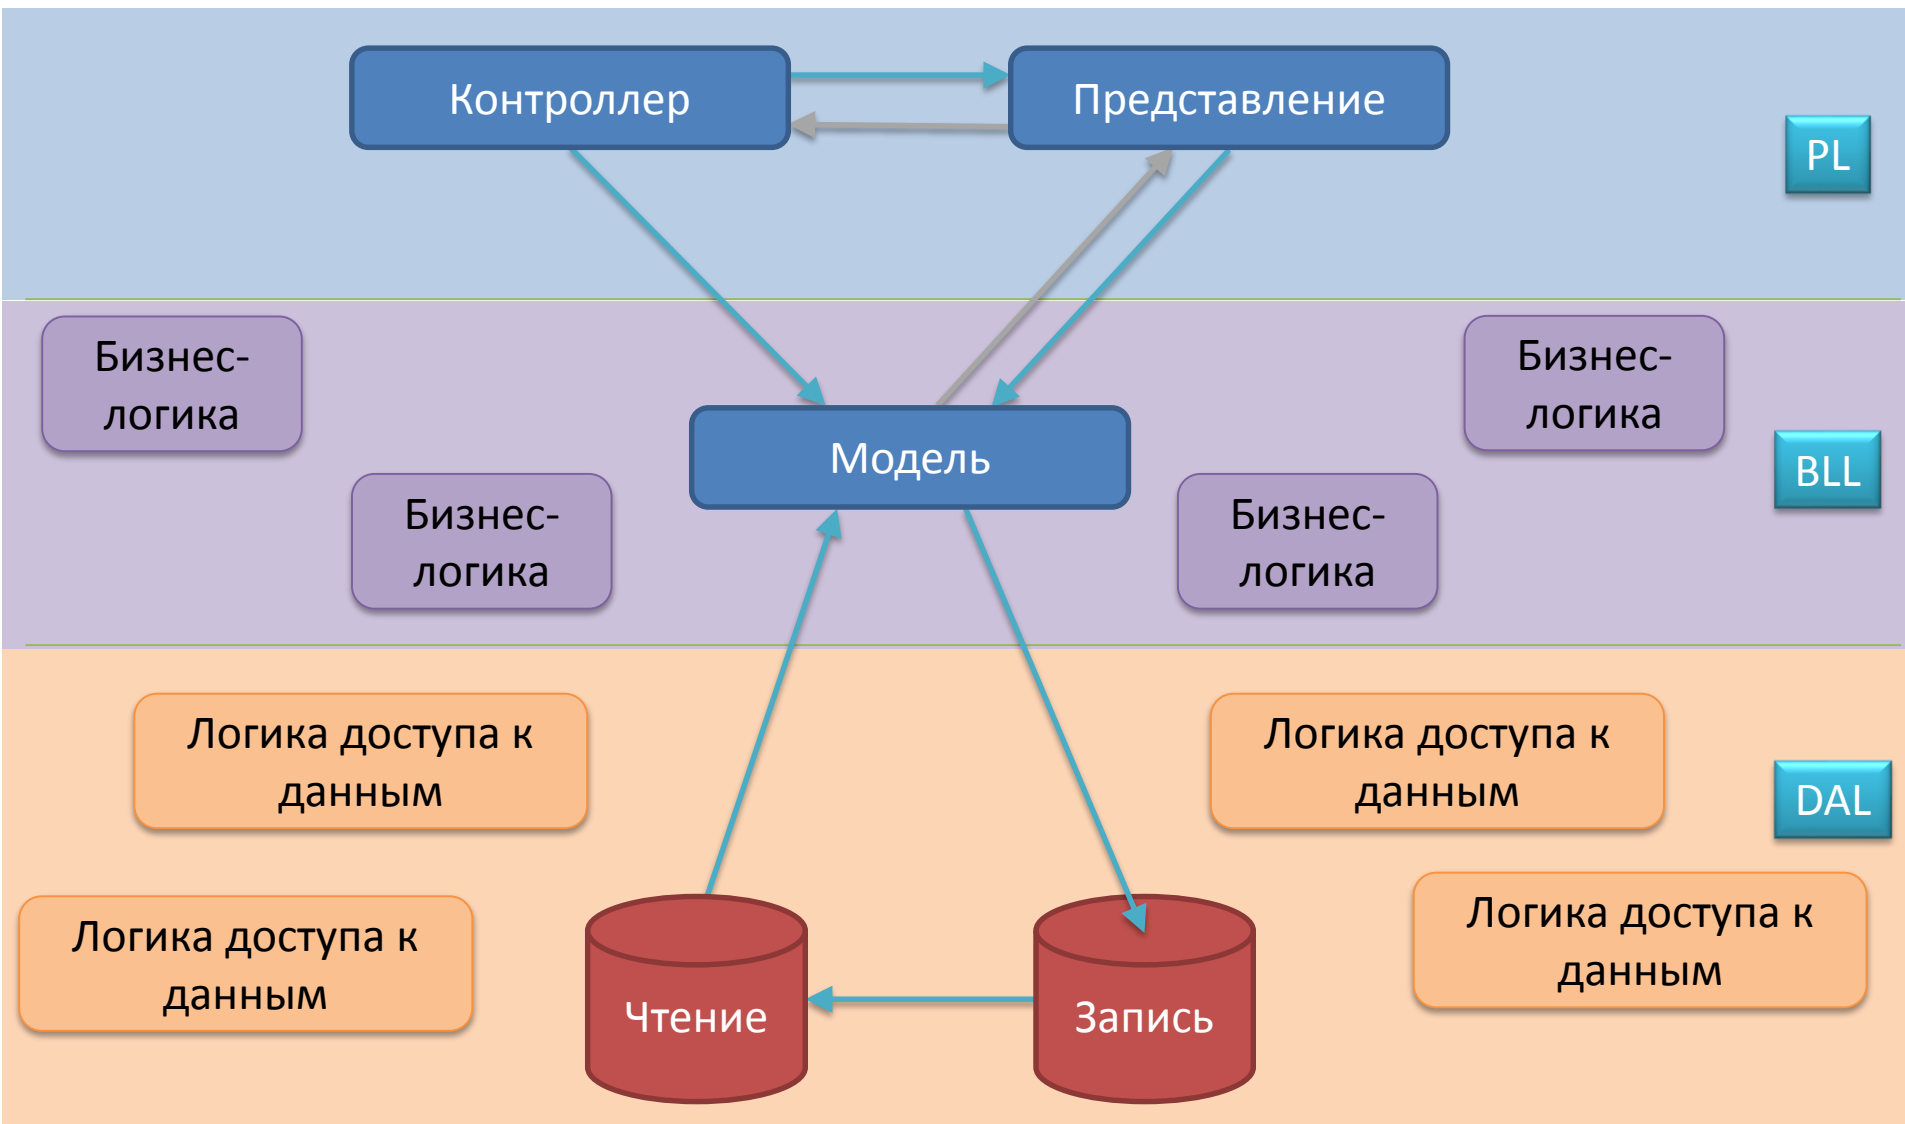 Контроллер
Представление
PL
Бизнес-
логика
Бизнес-
логика
Модель
Бизнес-
логика
Бизнес-
логика
BLL
Логика доступа к
данным
Логика доступа к
данным
DAL
Логика доступа к
данным
Чтение
Запись
Логика доступа к
данным